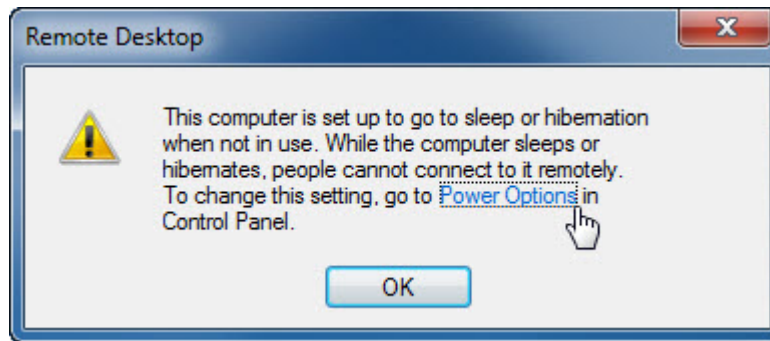 Remote Desktop
This computer is set up to go to sleep or hibernation
when not in use. While the computer sleeps or
hibernates, people cannot connect to it remotely.
To change this setting, go to Power Options in
Control Panel.
OK